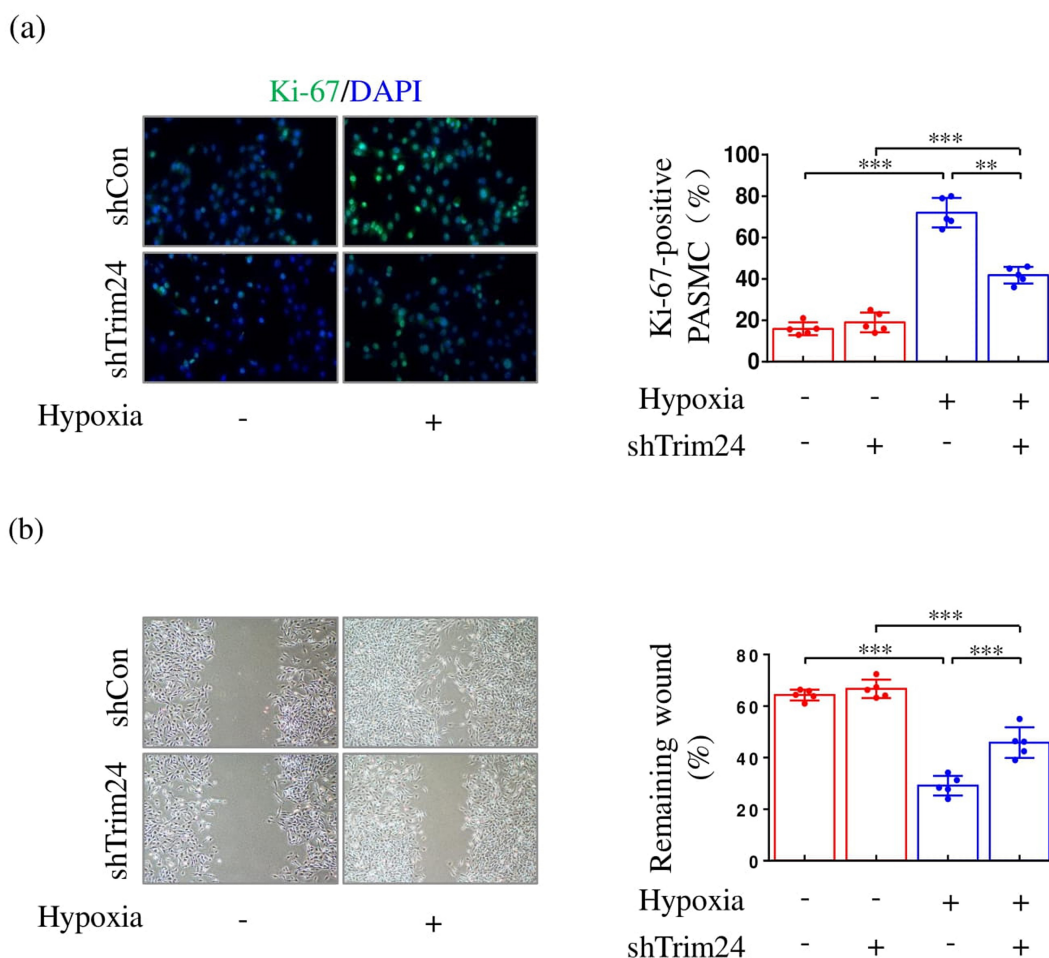 (a)
Ki-67/DAPI
shCon
shTrim24
Hypoxia - +
Ki-67-positive
PASMC (%)
100
80
60
40
20
0
***
*** **
Hypoxia - - + +
shTrim24 - + - +
(b)
shCon
shTrim24
Hypoxia - +
Remaining wound
(%)
80
60
40
20
0
***
*** ***
Hypoxia - - + +
shTrim24 - + - +